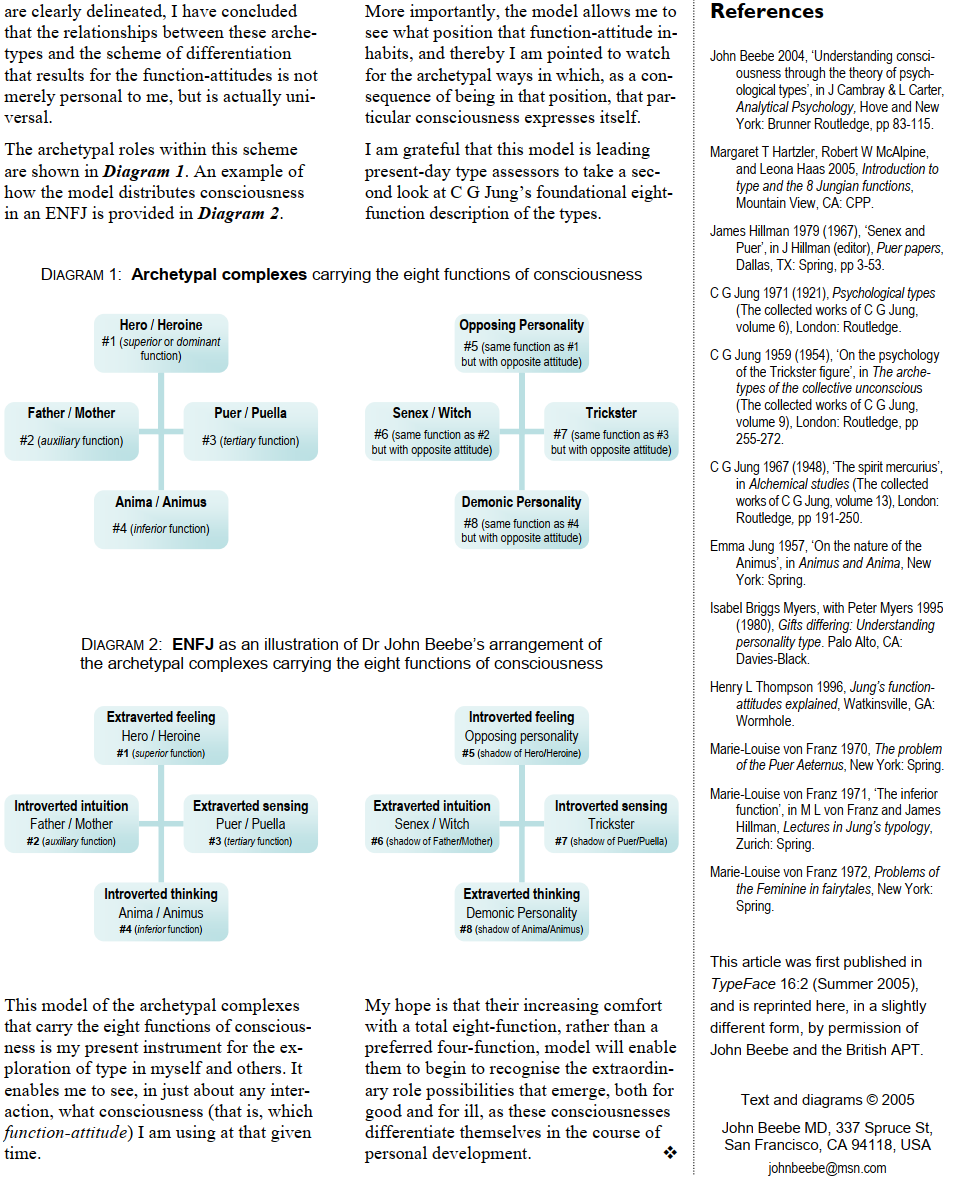 are clearly delineated, I have concluded
that the relationships between these arche-
types and the scheme of differentiation
that results for the function-attitudes is not
merely personal to me, but is actually uni-
versal.
The archetypal roles within this scheme
are shown in Diagram 1. An example of
how the model distributes consciousness
in an ENFJ is provided in Diagram 2.
More importantly, the model allows me to
see what position that function-attitude in-
habits, and thereby I am pointed to watch
for the archetypal ways in which, as a con-
sequence of being in that position, that par-
ticular consciousness expresses itself.
I am grateful that this model is leading
present-day type assessors to take a sec-
ond look at C G Jung's foundational eight-
function description of the types.
DIAGRAM 1: Archetypal complexes carrying the eight functions of consciousness
Hero / Heroine
#1 (superior or dominant
function)
Father / Mother
#2 (auxiliary function)
Puer / Puella
#3 (tertiary function)
Anima / Animus
#4 (inferior function)
Opposing Personality
#5 (same function as #1
but with opposite attitude)
Senex / Witch
#6 (same function as #2
but with opposite attitude)
Trickster
#7 (same function as #3
but with opposite attitude)
Demonic Personality
#8 (same function as #4
but with opposite attitude)
DIAGRAM 2: ENFJ as an illustration of Dr John Beebe's arrangement of
the archetypal complexes carrying the eight functions of consciousness
Extraverted feeling
Hero / Heroine
#1 (superior function)
Introverted intuition
Father / Mother
#2 (auxiliary function)
Extraverted sensing
Puer / Puella
#3 (tertiary function)
Introverted thinking
Anima / Animus
#4 (inferior function)
Introverted feeling
Opposing personality
#5 (shadow of Hero/Heroine)
Extraverted intuition
Senex / Witch
#6 (shadow of Father/Mother)
Introverted sensing
Trickster
#7 (shadow of Puer/Puella)
Extraverted thinking
Demonic Personality
#8 (shadow of Anima/Animus)
This model of the archetypal complexes
that carry the eight functions of conscious-
ness is my present instrument for the ex-
ploration of type in myself and others. It
enables me to see, in just about any inter-
action, what consciousness (that is, which
function-attitude) I am using at that given
time.
My hope is that their increasing comfort
with a total eight-function, rather than a
preferred four-function, model will enable
them to begin to recognise the extraordin-
ary role possibilities that emerge, both for
good and for ill, as these consciousnesses
differentiate themselves in the course of
personal development. ❖
References
John Beebe 2004, 'Understanding consci-
ousness through the theory of psych-
ological types', in J Cambray & L Carter,
Analytical Psychology, Hove and New
York: Brunner Routledge, pp 83-115.
Margaret T Hartzler, Robert W McAlpine,
and Leona Haas 2005, Introduction to
type and the 8 Jungian functions,
Mountain View, CA: CPP.
James Hillman 1979 (1967), 'Senex and
Puer', in J Hillman (editor), Puer papers,
Dallas, TX: Spring, pp 3-53.
C G Jung 1971 (1921), Psychological types
(The collected works of C G Jung,
volume 6), London: Routledge.
C G Jung 1959 (1954), 'On the psychology
of the Trickster figure', in The arche-
types of the collective unconscious
(The collected works of C G Jung,
volume 9), London: Routledge, pp
255-272.
C G Jung 1967 (1948), 'The spirit mercurius',
in Alchemical studies (The collected
works of C G Jung, volume 13), London:
Routledge, pp 191-250.
Emma Jung 1957, 'On the nature of the
Animus', in Animus and Anima, New
York: Spring.
Isabel Briggs Myers, with Peter Myers 1995
(1980), Gifts differing: Understanding
personality type. Palo Alto, CA:
Davies-Black.
Henry L Thompson 1996, Jung's function-
attitudes explained, Watkinsville, GA:
Wormhole.
Marie-Louise von Franz 1970, The problem
of the Puer Aeternus, New York: Spring.
Marie-Louise von Franz 1971, 'The inferior
function', in M L von Franz and James
Hillman, Lectures in Jung's typology,
Zurich: Spring.
Marie-Louise von Franz 1972, Problems of
the Feminine in fairytales, New York:
Spring.
This article was first published in
TypeFace 16:2 (Summer 2005),
and is reprinted here, in a slightly
different form, by permission of
John Beebe and the British APT.
Text and diagrams © 2005
John Beebe MD, 337 Spruce St,
San Francisco, CA 94118, USA
johnbeebe@msn.com